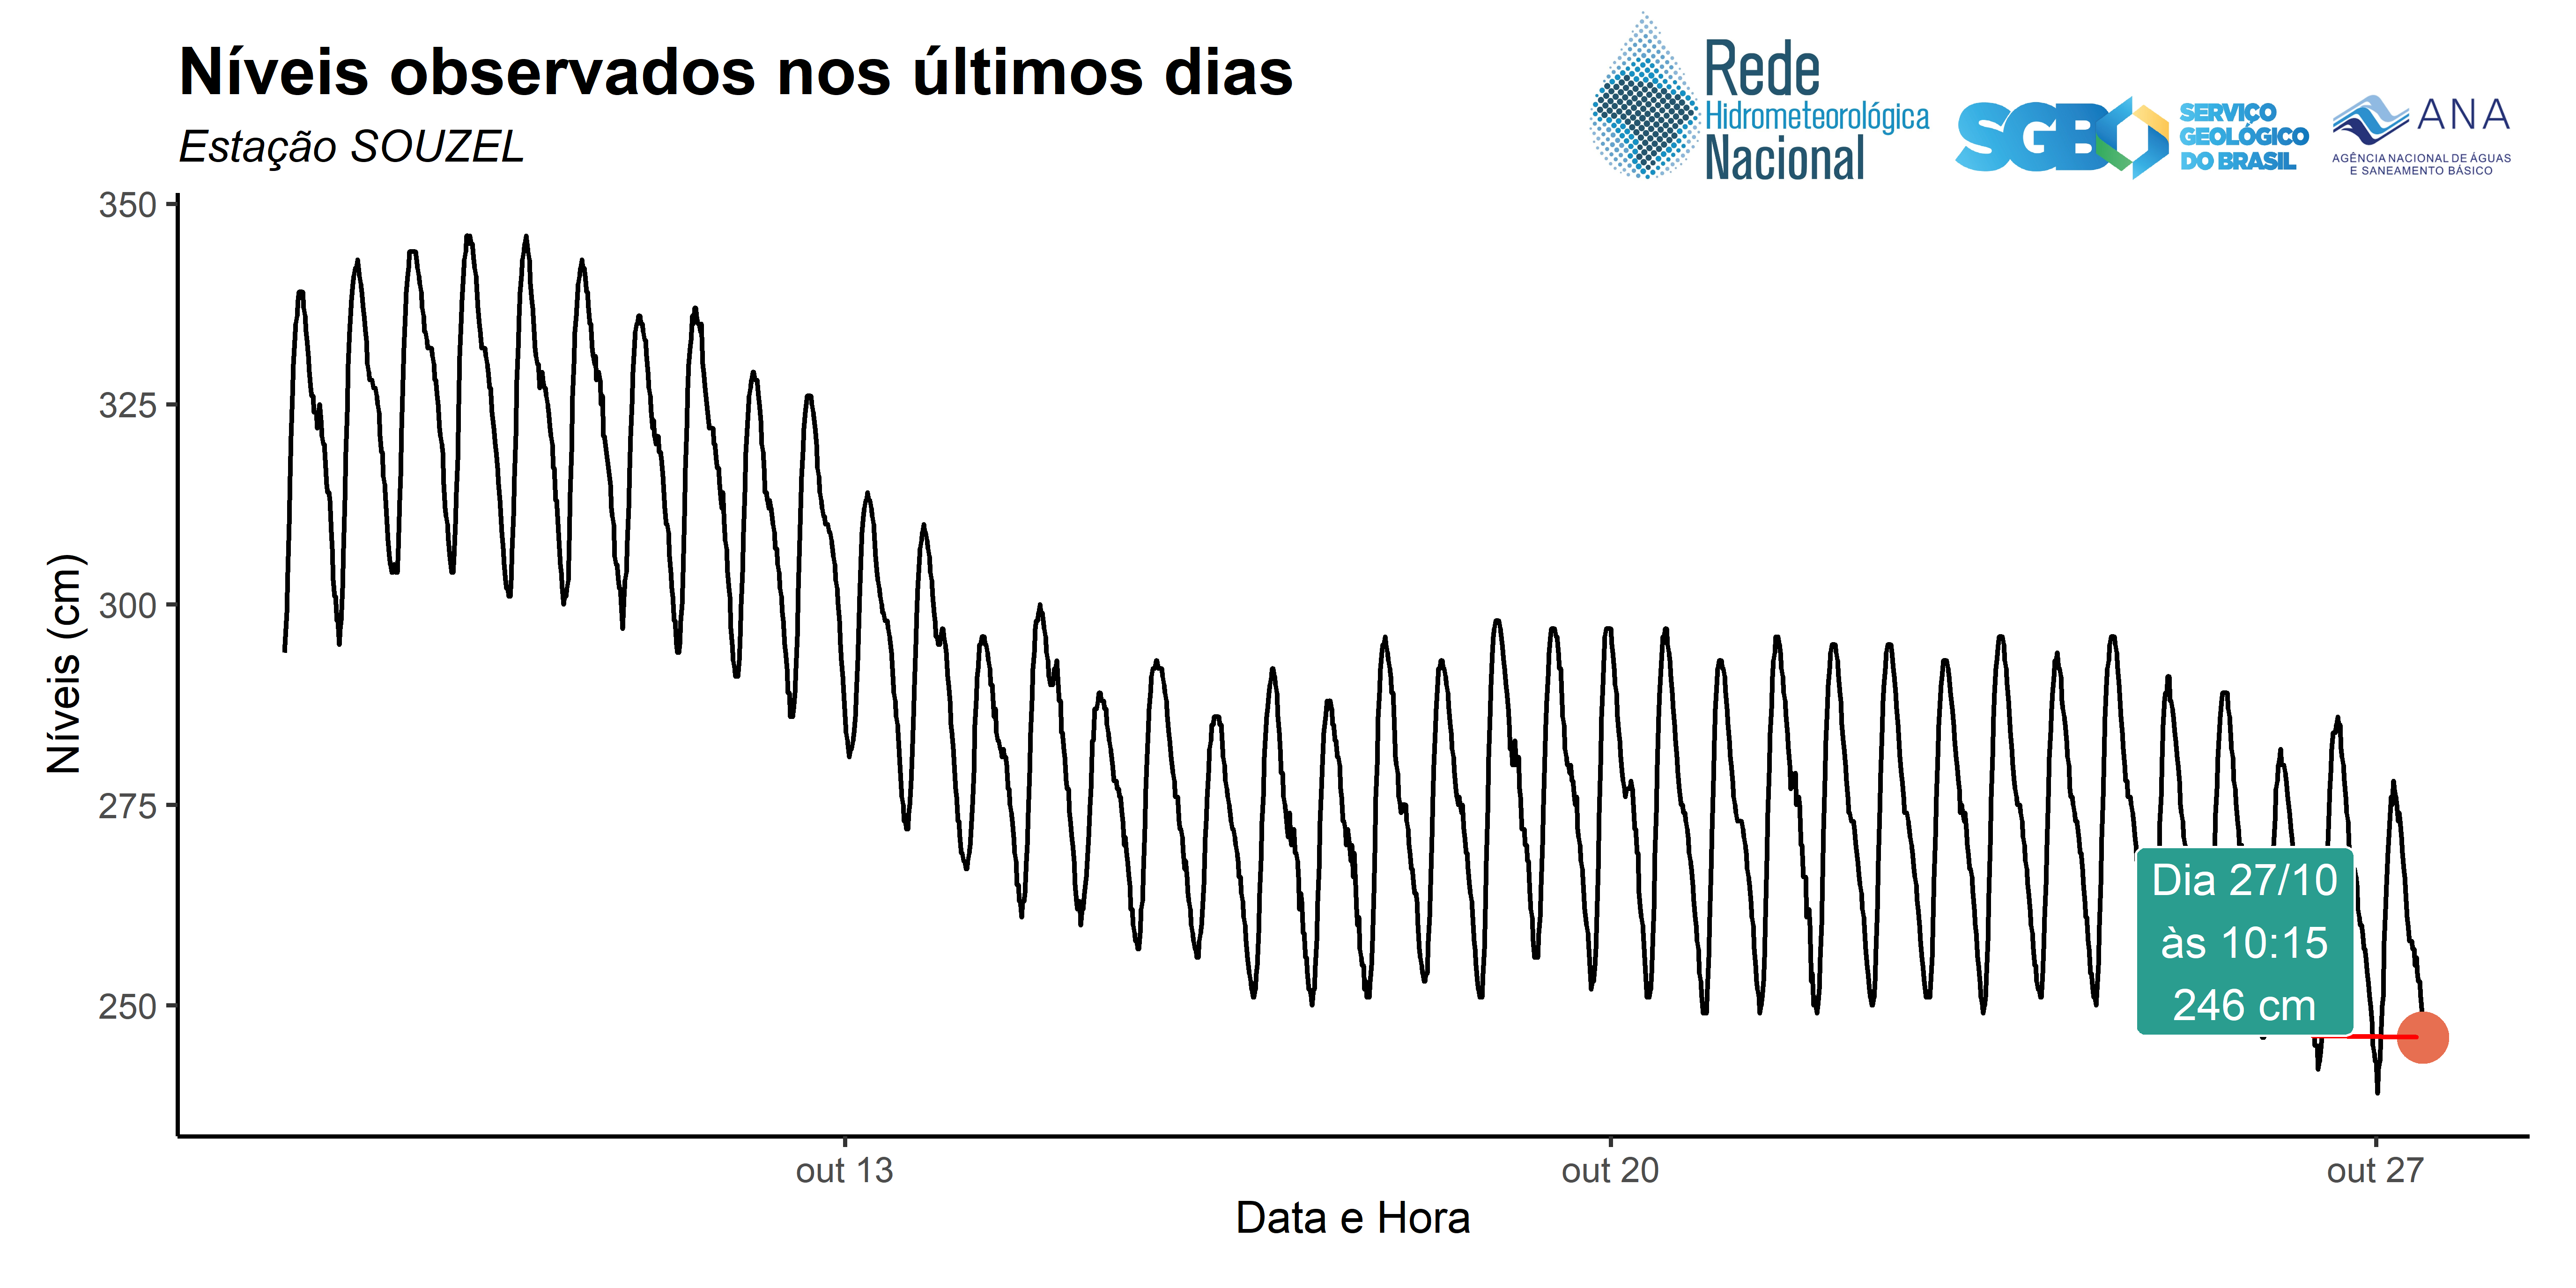 Níveis observados nos últimos dias
Estação SOUZEL
Rede
Hidrometeorológica
Nacional
SGB
SERVIÇO
GEOLÓGICO
DO BRASIL
ANA
AGÊNCIA NACIONAL DE ÁGUAS
E SANEAMENTO BÁSICO
350
325
300
275
250
Níveis (cm)
Dia 27/10
às 10:15
246 cm
out 13
out 20
out 27
Data e Hora